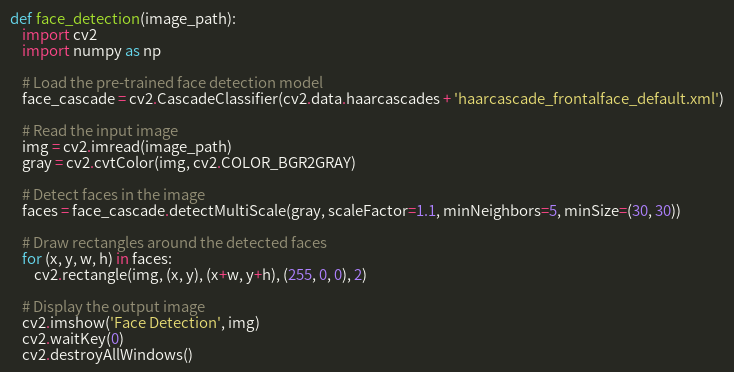 def face_detection(image_path):
    import cv2
    import numpy as np

    # Load the pre-trained face detection model
    face_cascade = cv2.CascadeClassifier(cv2.data.haarcascades + 'haarcascade_frontalface_default.xml')

    # Read the input image
    img = cv2.imread(image_path)
    gray = cv2.cvtColor(img, cv2.COLOR_BGR2GRAY)

    # Detect faces in the image
    faces = face_cascade.detectMultiScale(gray, scaleFactor=1.1, minNeighbors=5, minSize=(30, 30))

    # Draw rectangles around the detected faces
    for (x, y, w, h) in faces:
        cv2.rectangle(img, (x, y), (x+w, y+h), (255, 0, 0), 2)

    # Display the output image
    cv2.imshow('Face Detection', img)
    cv2.waitKey(0)
    cv2.destroyAllWindows()